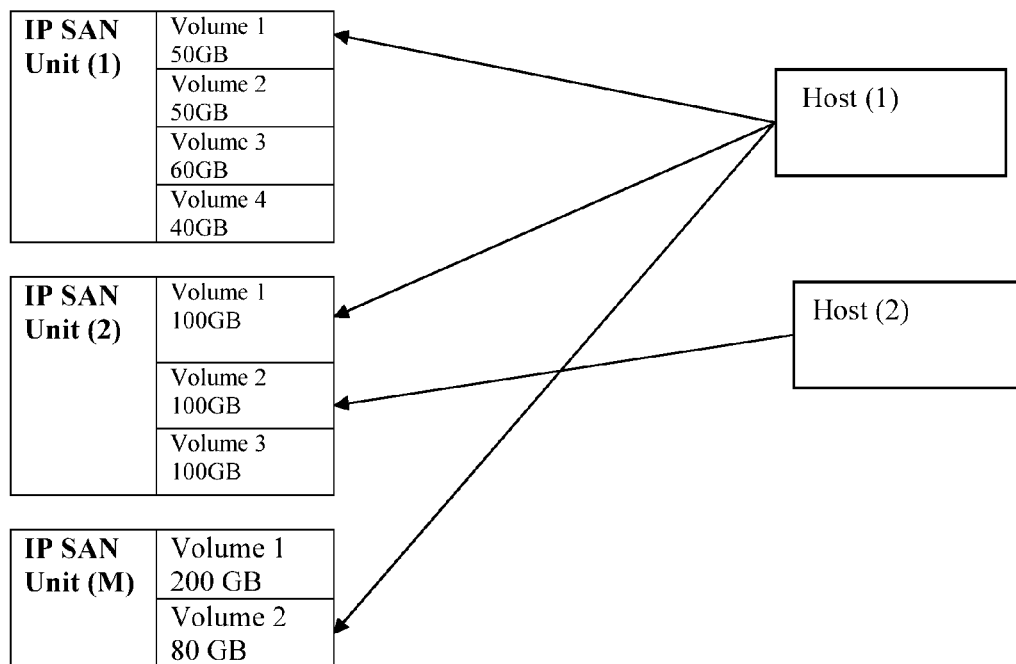 IP SAN
Unit (1)
Volume 1
50GB
Volume 2
50GB
Volume 3
60GB
Volume 4
40GB
Host (1)
IP SAN
Unit (2)
Volume 1
100GB
Volume 2
100GB
Volume 3
100GB
Host (2)
IP SAN
Unit (M)
Volume 1
200 GB
Volume 2
80 GB